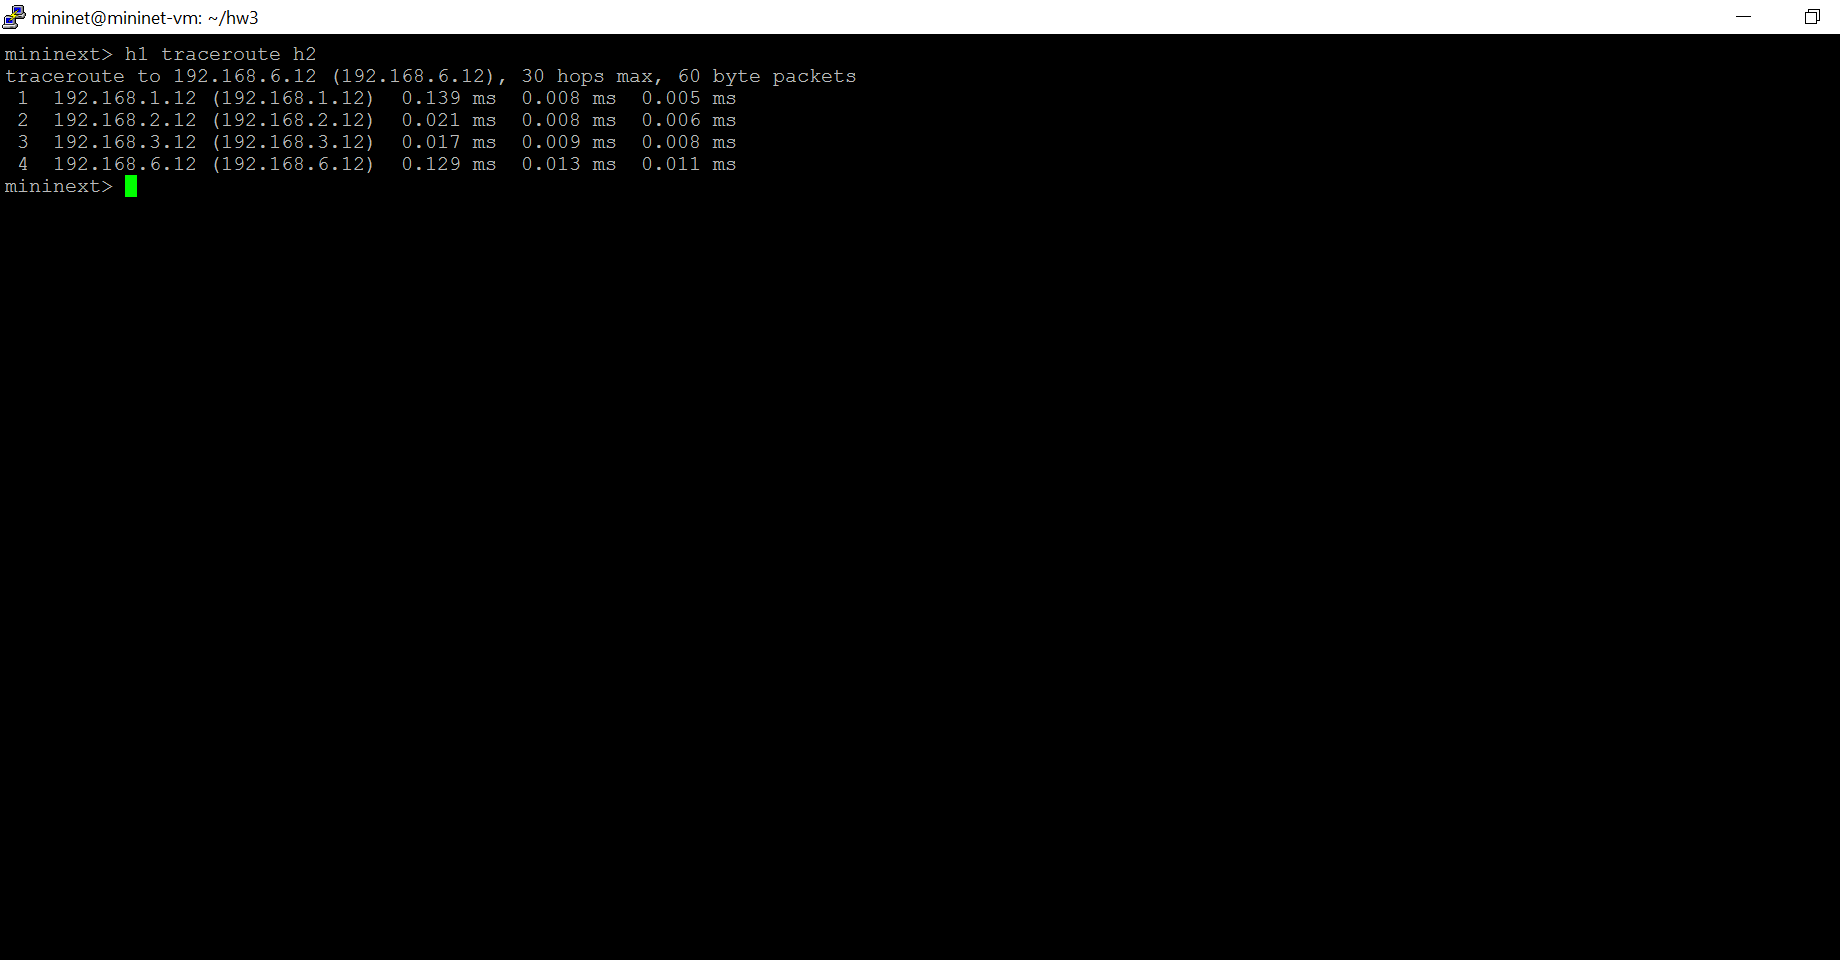 mininet@mininet-vm: ~/hw3
mininext> h1 traceroute h2
traceroute to 192.168.6.12 (192.168.6.12), 30 hops max, 60 byte packets
 1  192.168.1.12 (192.168.1.12)  0.139 ms  0.008 ms  0.005 ms
 2  192.168.2.12 (192.168.2.12)  0.021 ms  0.008 ms  0.006 ms
 3  192.168.3.12 (192.168.3.12)  0.017 ms  0.009 ms  0.008 ms
 4  192.168.6.12 (192.168.6.12)  0.129 ms  0.013 ms  0.011 ms
mininext>